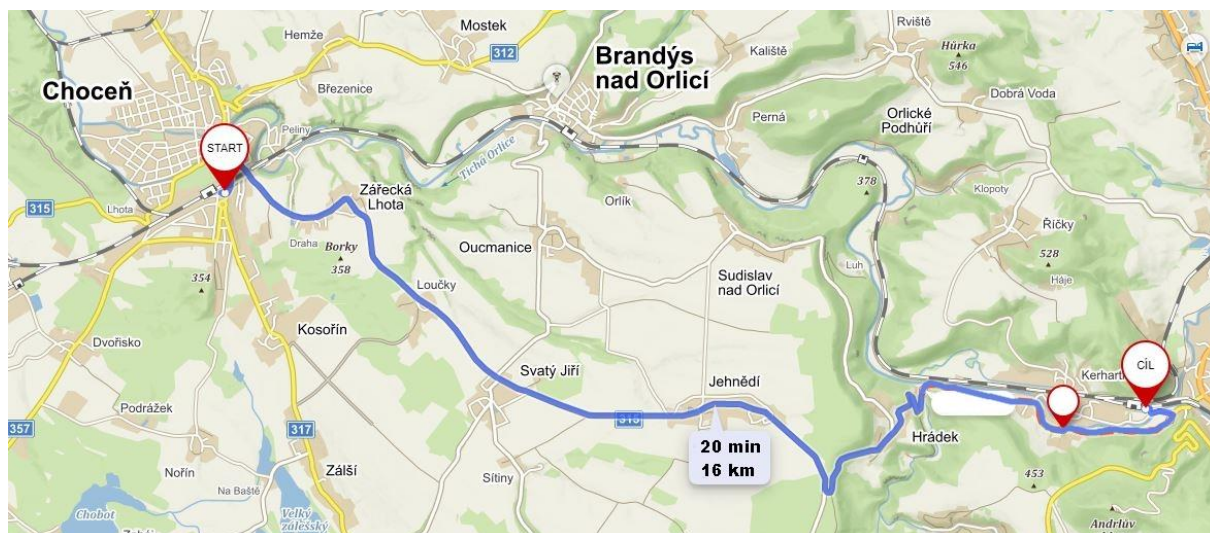 Mostek
Hemže
312
Rviště
Hůrka
546
Kaliště
Brandýs
nad Orlicí
Choceň
Březenice
Dobrá Voda
Perná
Orlické
Podhůří
Peliny
START
Tichá Orlice
378
Klopoty
Zářecká
Lhota
Orlík
315
Lhota
Říčky
Draha
Borky
358
Oucmanice
528
Háje
Luh
Sudislav
nad Orlicí
354
Loučky
Kosořín
Dvořisko
Svatý Jiří
Jehnědí
Kerhart
CÍL
Podrážek
315
357
317
Hrádek
20 min
16 km
Zálší
Nořín
Na Baště
Sítiny
453
Chobot
Velký
zálešský
Andrlův